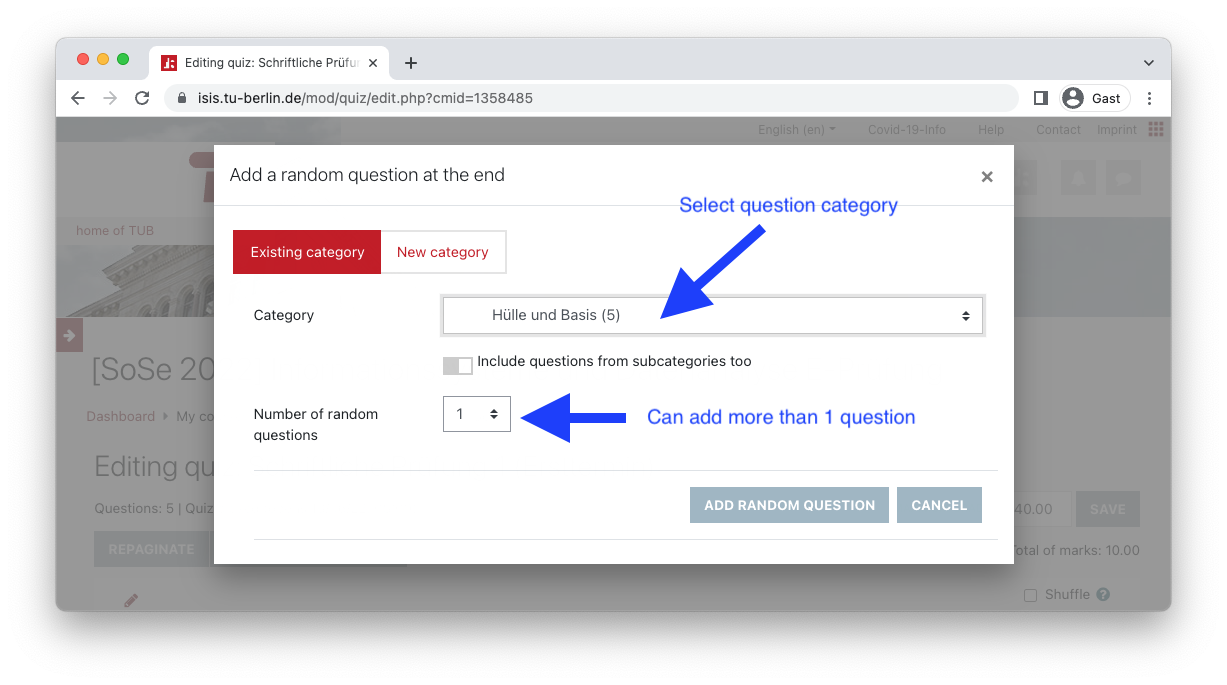 Editing quiz: Schriftliche Prüfu
isis.tu-berlin.de/mod/quiz/edit.php?cmid=1358485
Gast
English (en)
Covid-19-Info
Help
Contact
Imprint
Add a random question at the end
Select question category
home of TUB
Existing category
New category
Category
Hülle und Basis (5)
Include questions from subcategories too
[SoSe 20
Number of random
questions
1
Can add more than 1 question
Dashboard
My co
Editing qu
Questions: 5 | Quiz
ADD RANDOM QUESTION
CANCEL
40.00
SAVE
REPAGINATE
Total of marks: 10.00
Shuffle